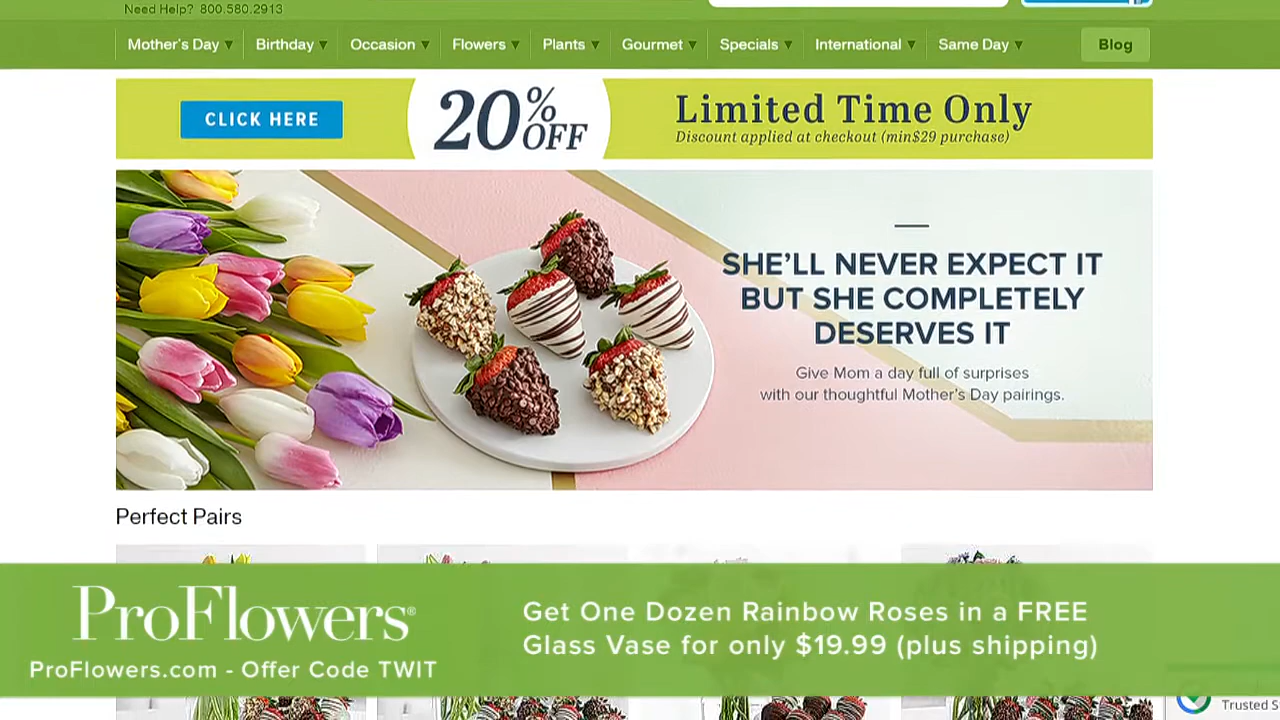 Need Help? 800.580.2913
Mother's Day ▼ Birthday ▼ Occasion ▼ Flowers ▼ Plants ▼ Gourmet ▼ Specials ▼ International ▼ Same Day ▼ Blog
CLICK HERE
20% OFF
Limited Time Only
Discount applied at checkout (min$29 purchase)
SHE'LL NEVER EXPECT IT
BUT SHE COMPLETELY
DESERVES IT
Give Mom a day full of surprises
with our thoughtful Mother's Day pairings.
Perfect Pairs
ProFlowers®
ProFlowers.com - Offer Code TWIT
Get One Dozen Rainbow Roses in a FREE
Glass Vase for only $19.99 (plus shipping)
Trusted S